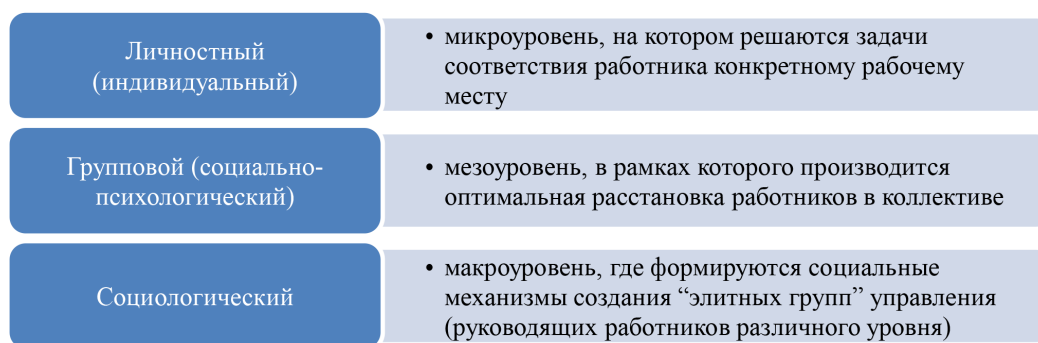 Личностный
(индивидуальный)
• микроуровень, на котором решаются задачи
соответствия работника конкретному рабочему
месту
Групповой (социально-
психологический)
• мезоуровень, в рамках которого производится
оптимальная расстановка работников в коллективе
Социологический
• макроуровень, где формируются социальные
механизмы создания “элитных групп” управления
(руководящих работников различного уровня)